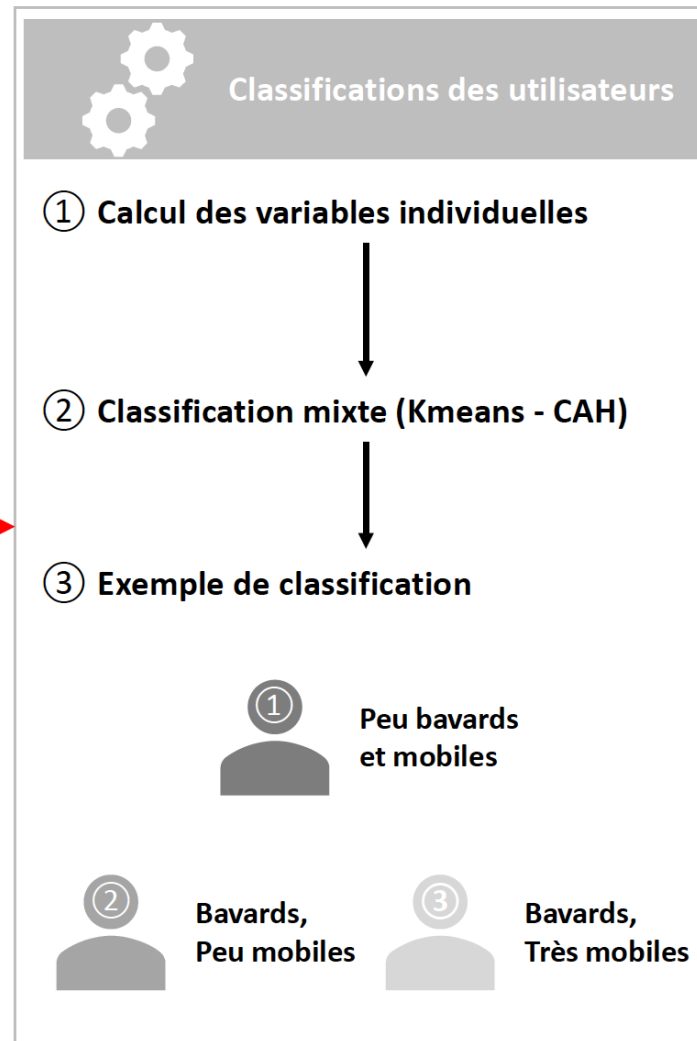 Classifications des utilisateurs
① Calcul des variables individuelles
② Classification mixte (Kmeans - CAH)
③ Exemple de classification
①
Peu bavards
et mobiles
②
Bavards,
Peu mobiles
③
Bavards,
Très mobiles